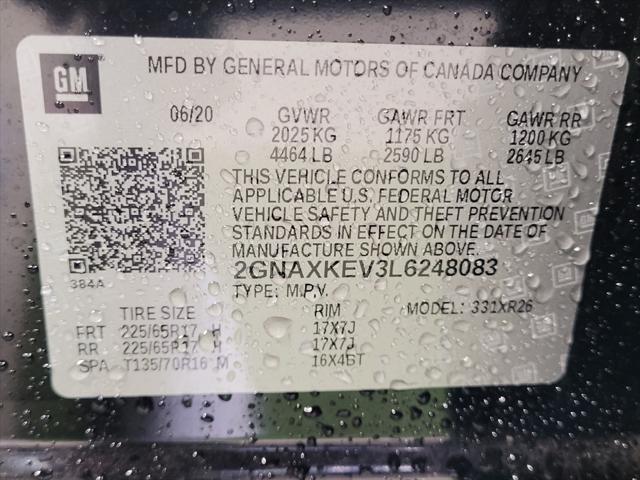 GM
MFD BY GENERAL MOTORS OF CANADA COMPANY
06/20 GVWR GAWR FRT GAWR RR
2025 KG 1175 KG 1200 KG
4464 LB 2590 LB 2645 LB
THIS VEHICLE CONFORMS TO ALL
APPLICABLE U.S. FEDERAL MOTOR
VEHICLE SAFETY AND THEFT PREVENTION
STANDARDS IN EFFECT ON THE DATE OF
MANUFACTURE SHOWN ABOVE.
384A
2GNAXKEV3L6248083
TYPE: M.P.V. MODEL: 331XR26
TIRE SIZE RIM
FRT 225/65R17 H 17X7J
RR 225/65R17 H 17X7J
SPA T135/70R16 M 16X4BT